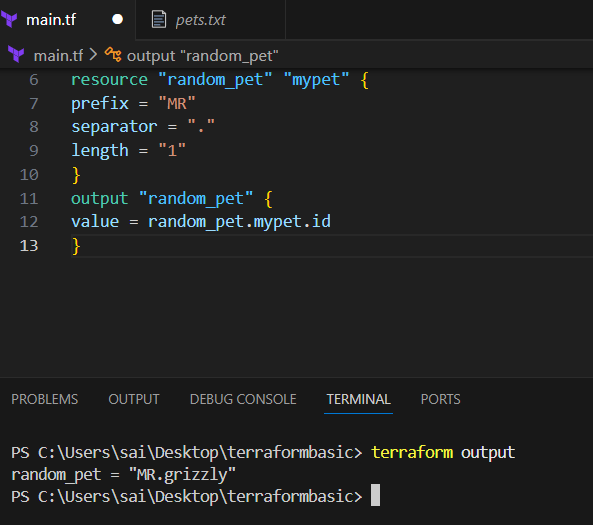 main.tf pets.txt
main.tf > output "random_pet"
6 resource "random_pet" "mypet" {
7 prefix = "MR"
8 separator = "."
9 length = "1"
10 }
11 output "random_pet" {
12 value = random_pet.mypet.id
13 }
PROBLEMS OUTPUT DEBUG CONSOLE TERMINAL PORTS
PS C:\Users\sai\Desktop\terraformbasic> terraform output
random_pet = "MR.grizzly"
PS C:\Users\sai\Desktop\terraformbasic>